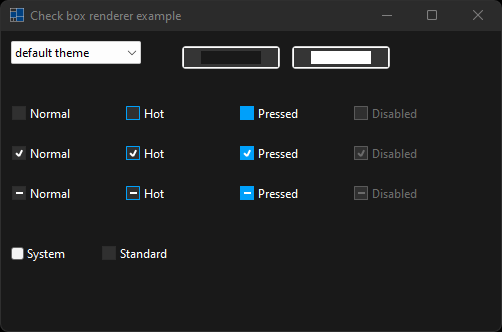 Check box renderer example
default theme
Normal Hot Pressed Disabled
Normal Hot Pressed Disabled
Normal Hot Pressed Disabled
System Standard